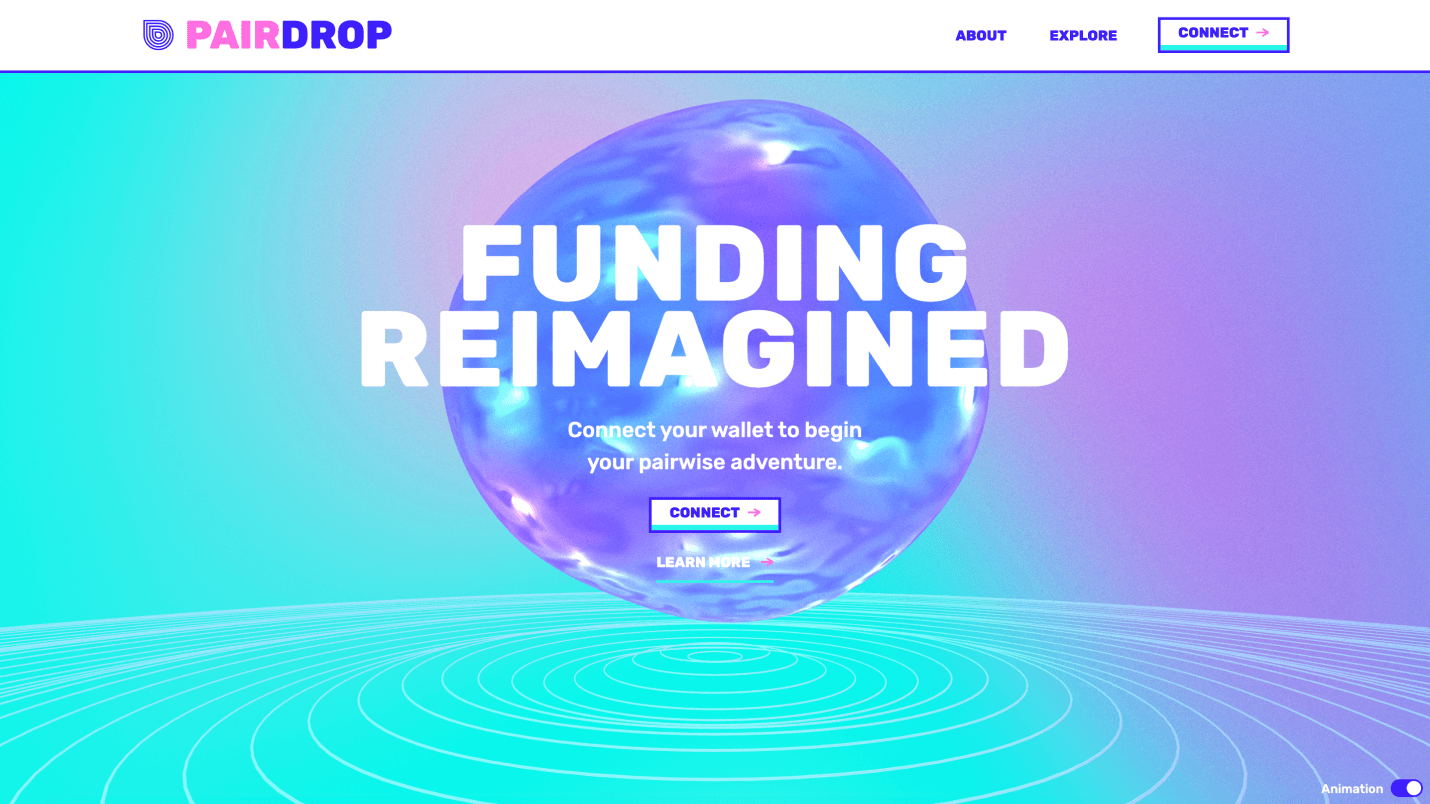 PAIRDROP
ABOUT
EXPLORE
CONNECT →
FUNDING
REIMAGINED
Connect your wallet to begin
your pairwise adventure.
CONNECT →
LEARN MORE →
Animation